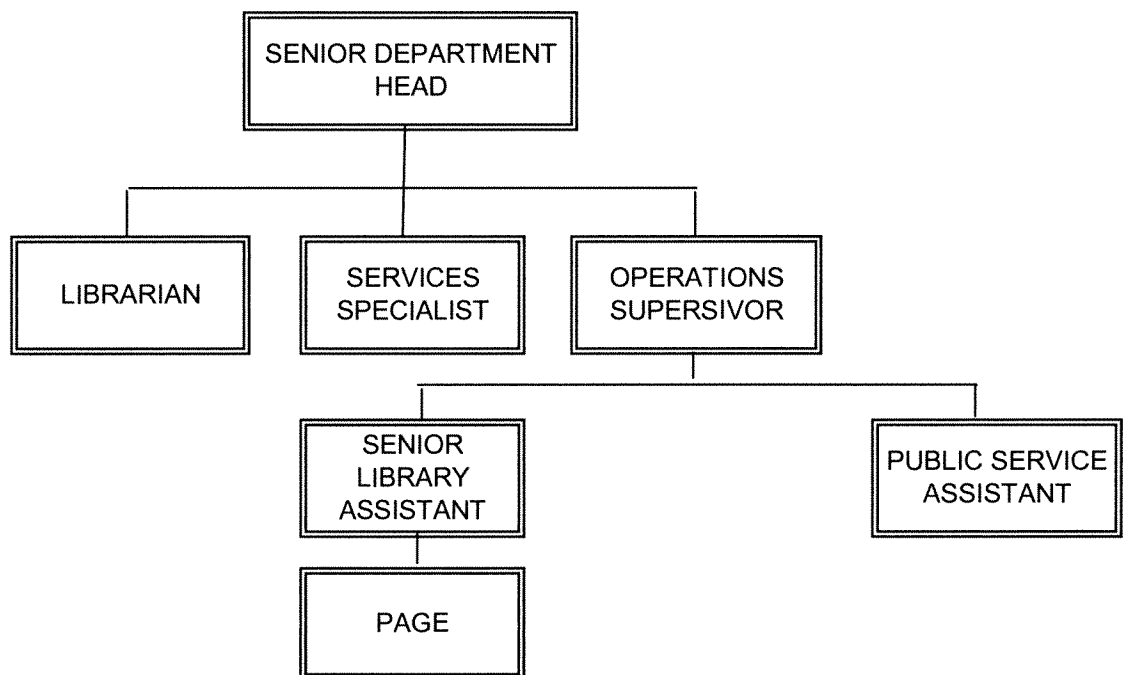 SENIOR DEPARTMENT
HEAD
LIBRARIAN
SERVICES
SPECIALIST
OPERATIONS
SUPERSIVOR
SENIOR
LIBRARY
ASSISTANT
PUBLIC SERVICE
ASSISTANT
PAGE